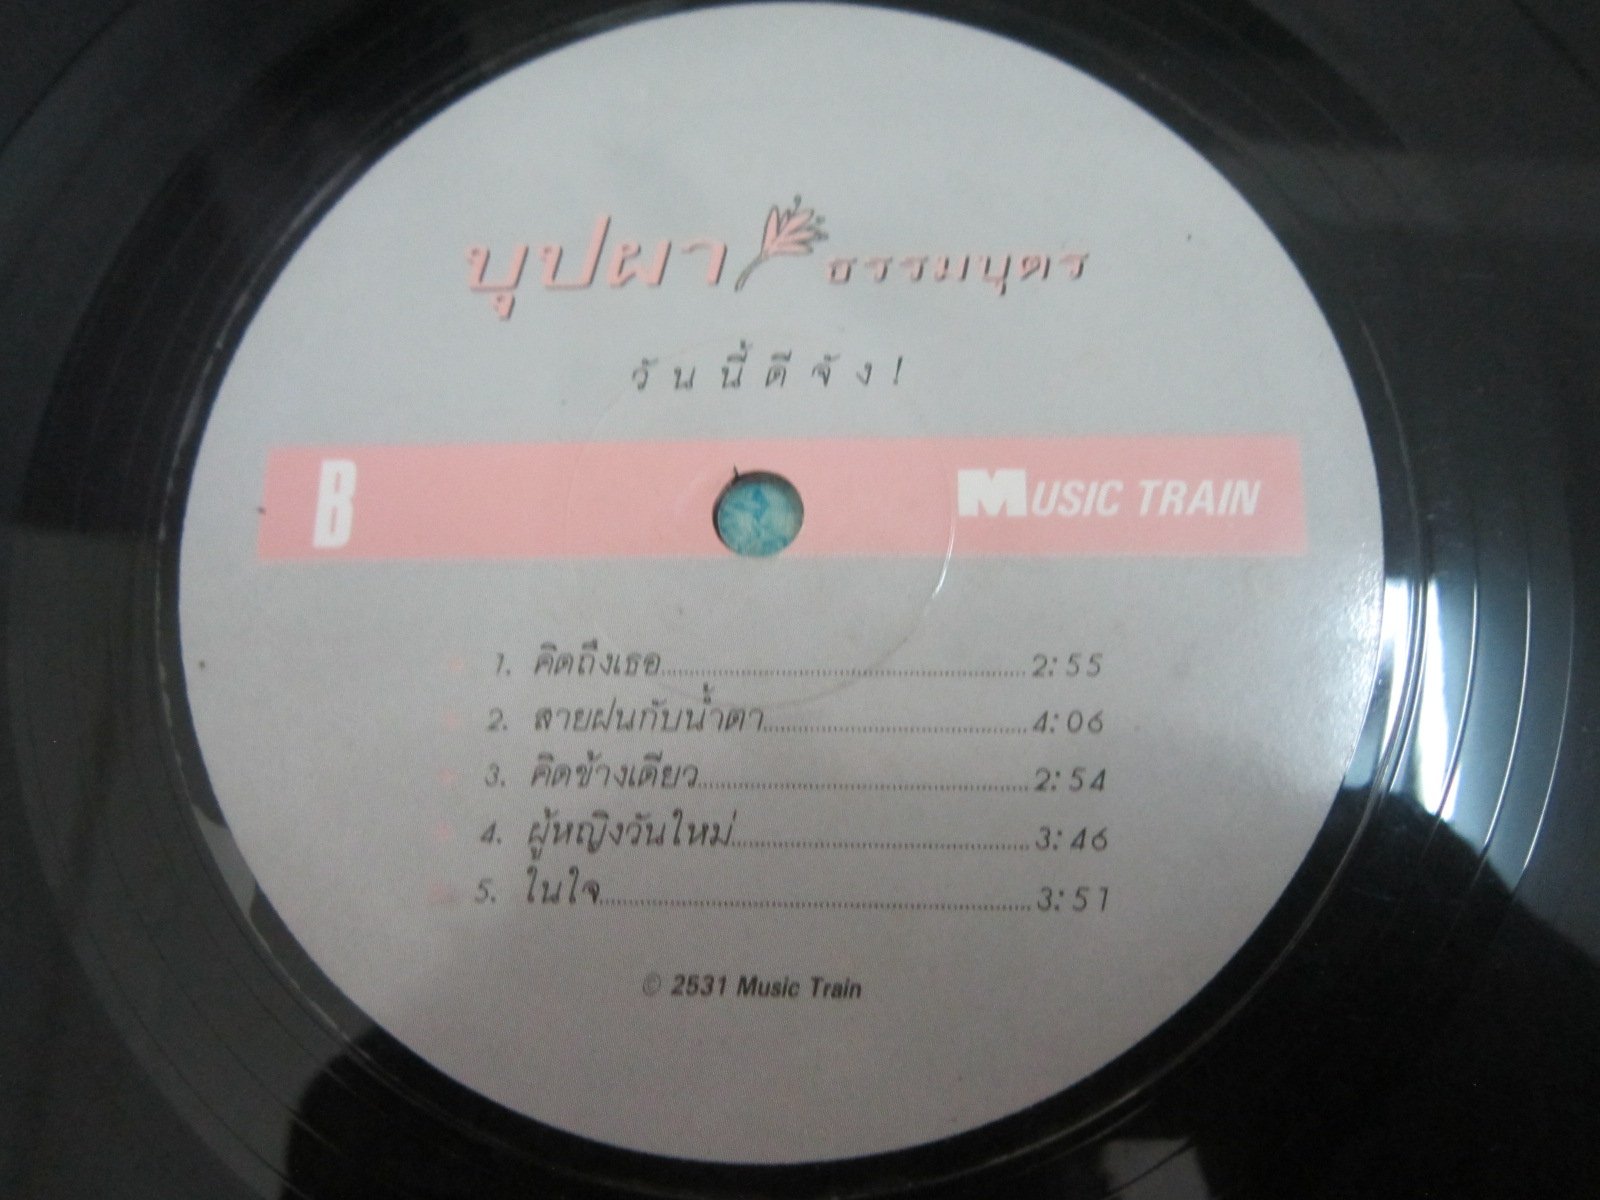 บุปผา ธรรมบุตร
วันนี้ดีจัง!
B MUSIC TRAIN
1. คิดถึงเธอ 2:55
2. สายฝนกับน้ำตา 4:06
3. คิดข้างเดียว 2:54
4. ผู้หญิงวันใหม่ 3:46
5. ในใจ 3:51
© 2531 Music Train